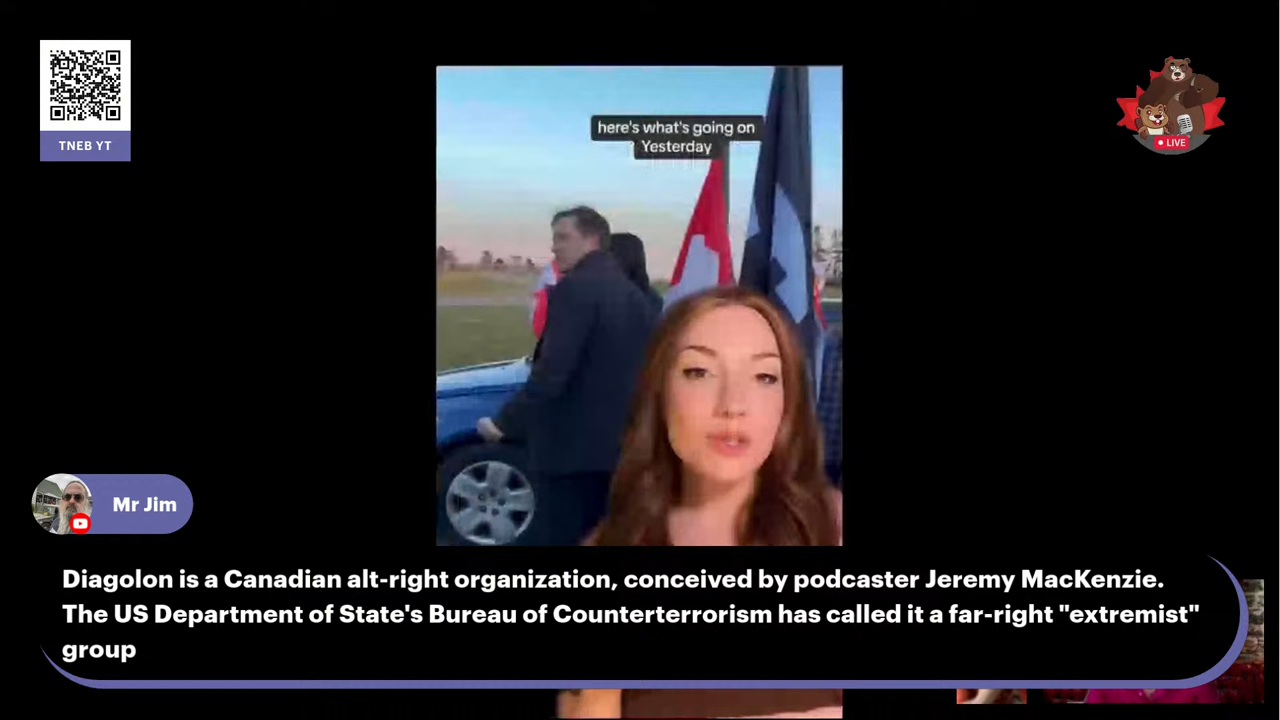 TNEB YT
here's what's going on
Yesterday
LIVE
Mr Jim
Diagolon is a Canadian alt-right organization, conceived by podcaster Jeremy MacKenzie.
The US Department of State's Bureau of Counterterrorism has called it a far-right "extremist"
group